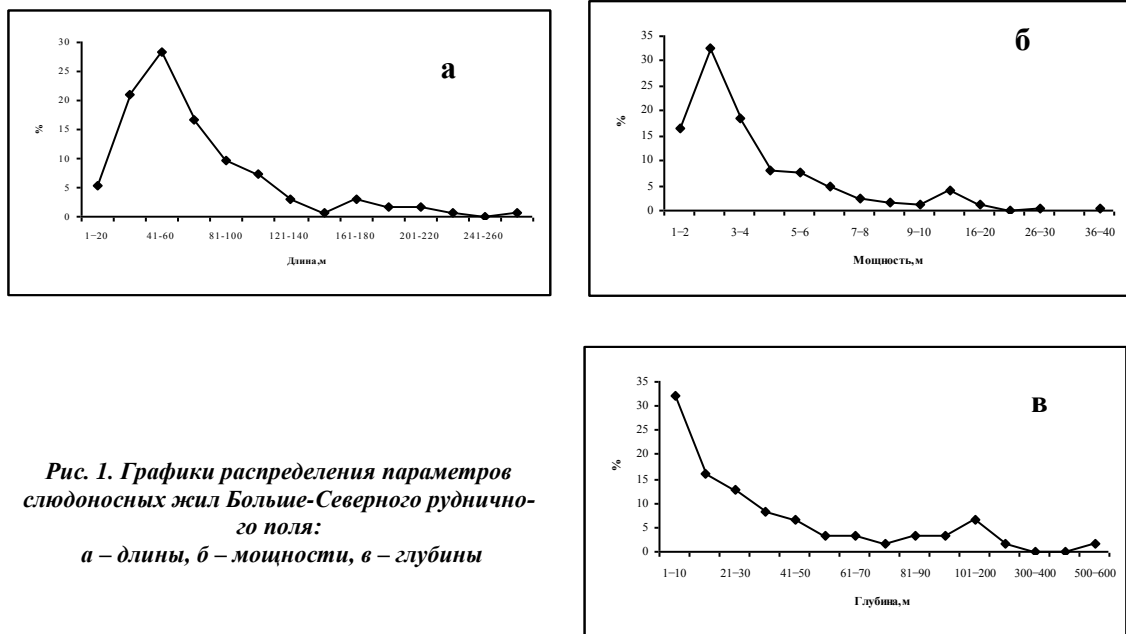 30
25
20
15
10
5
0
%
а
1−20 41-60 81-100 121-140 161-180 201-220 241-260
Длина,м
35
30
25
20
15
10
5
0
%
б
1−2 3−4 5−6 7−8 9−10 16−20 26−30 36−40
Мощность,м
35
30
25
20
15
10
5
0
%
в
1−10 21−30 41−50 61−70 81−90 101−200 300−400 500−600
Глубина,м
Рис. 1. Графики распределения параметров
слюдоносных жил Больше-Северного руднично-
го поля:
а – длины, б – мощности, в – глубины